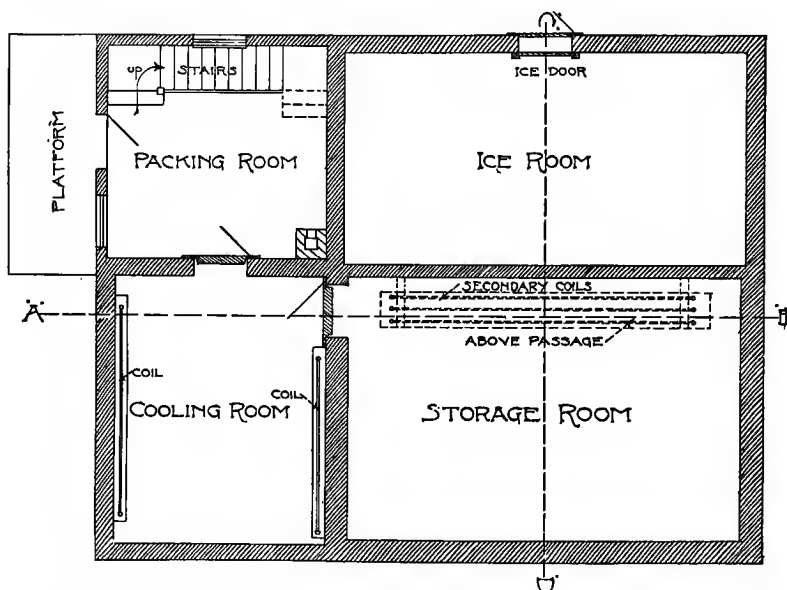 UP
STAIRS
ICE DOOR
PLATFORM
PACKING ROOM
ICE ROOM
SECONDARY COILS
"A"
ABOVE PASSAGE
COIL
COIL
COOLING ROOM
STORAGE ROOM